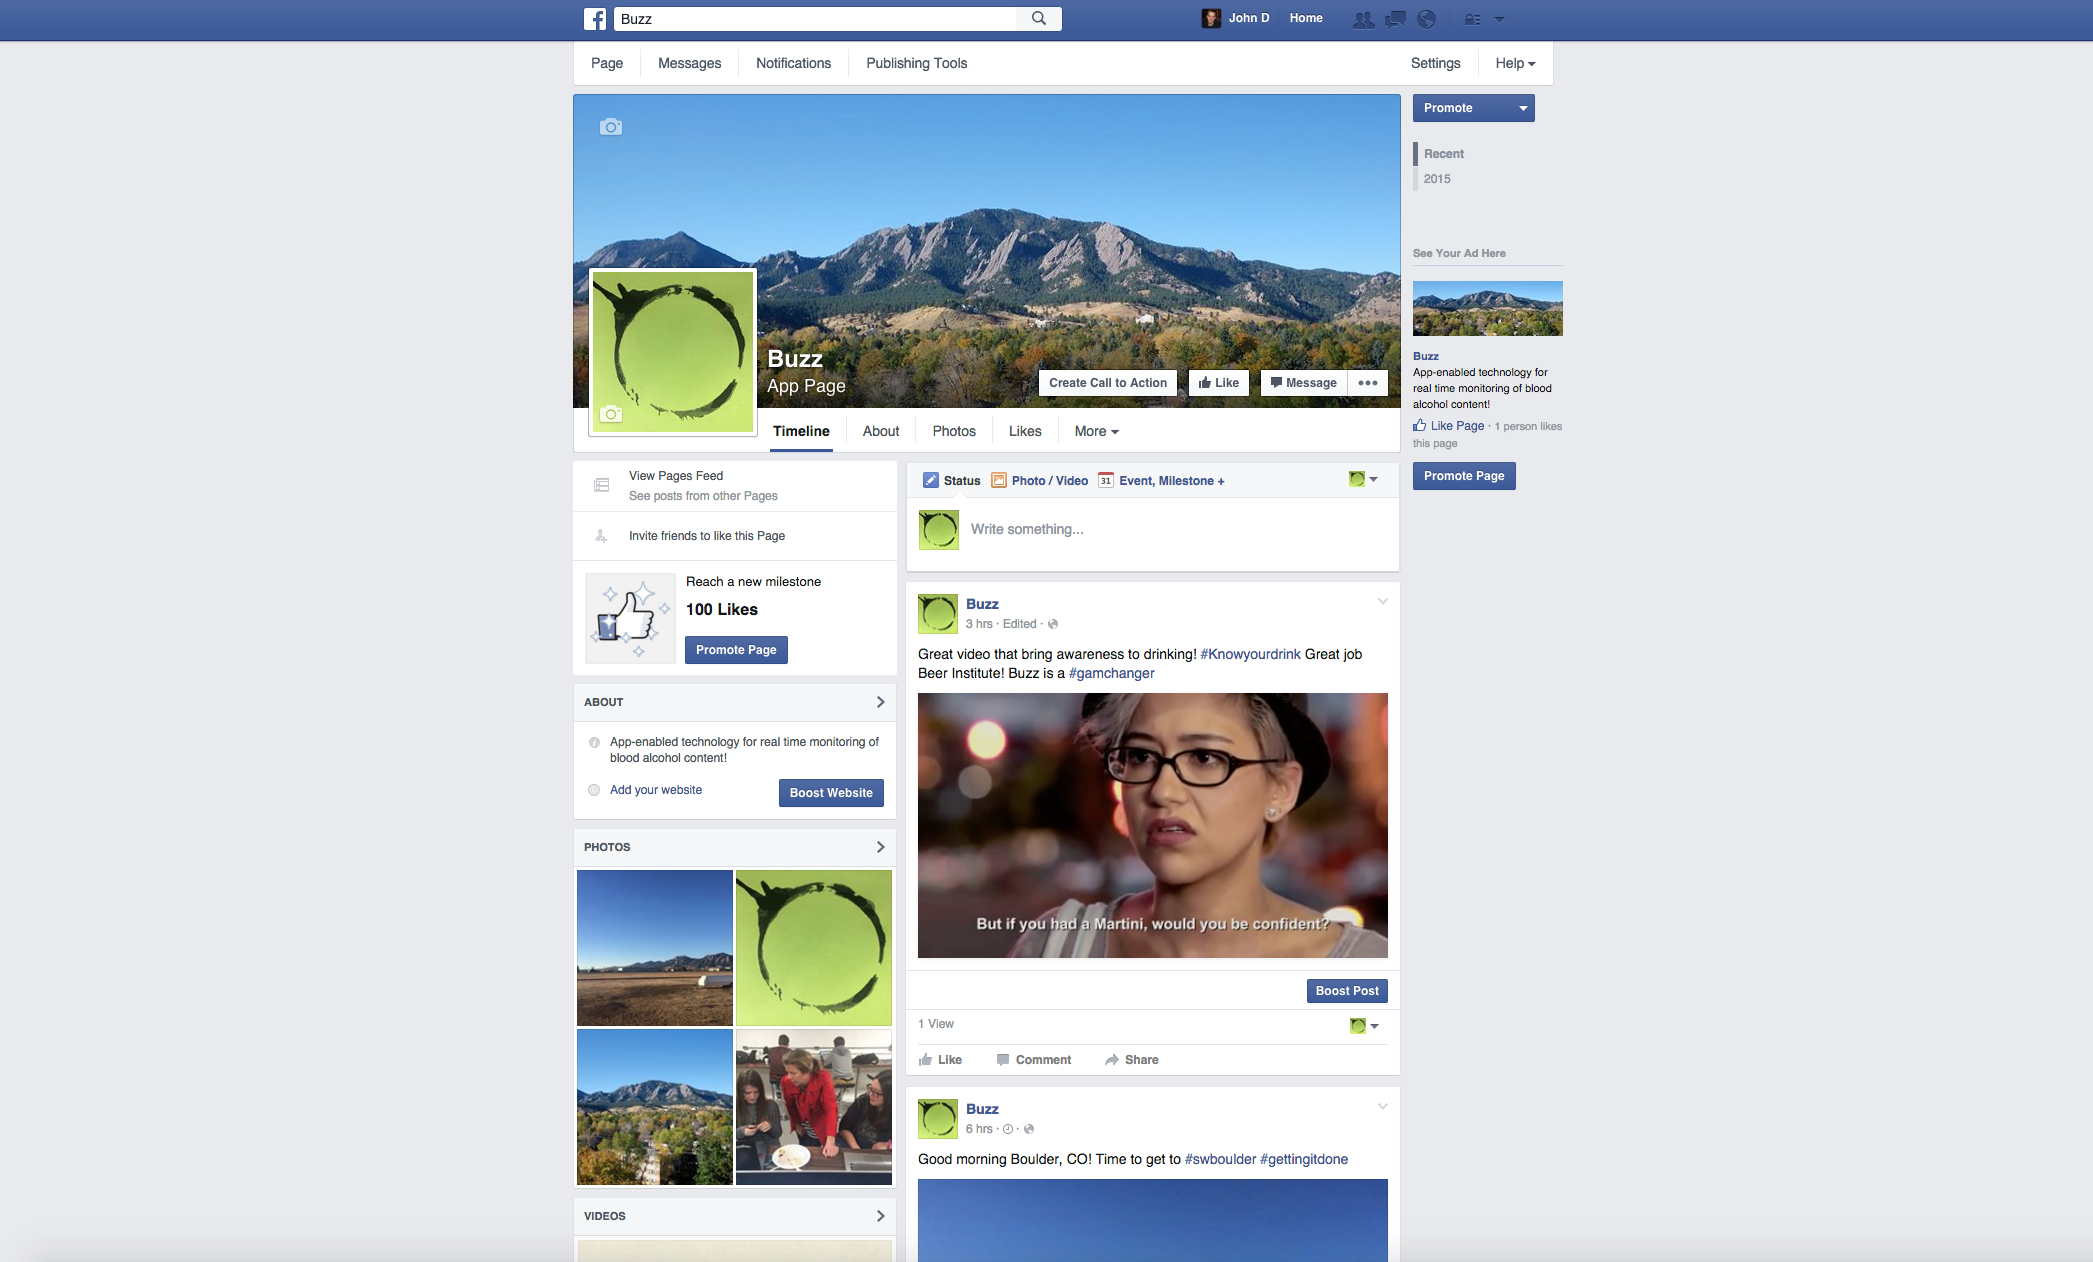 Buzz
John D
Home
Page
Messages
Notifications
Publishing Tools
Settings
Help
Promote
Recent
2015
Buzz
App Page
Create Call to Action
Like
Message
Timeline
About
Photos
Likes
More
See Your Ad Here
Buzz
App-enabled technology for
real time monitoring of blood
alcohol content!
Like Page · 1 person likes
this page
Promote Page
View Pages Feed
See posts from other Pages
Invite friends to like this Page
Reach a new milestone
100 Likes
Promote Page
ABOUT
App-enabled technology for real time monitoring of
blood alcohol content!
Add your website
Boost Website
PHOTOS
VIDEOS
Status
Photo / Video
31
Event, Milestone +
Write something...
Buzz
3 hrs · Edited ·
Great video that bring awareness to drinking! #Knowyourdrink Great job
Beer Institute! Buzz is a #gamchanger
But if you had a Martini, would you be confident?
Boost Post
1 View
Like
Comment
Share
Buzz
6 hrs ·
Good morning Boulder, CO! Time to get to #swboulder #gettingitdone